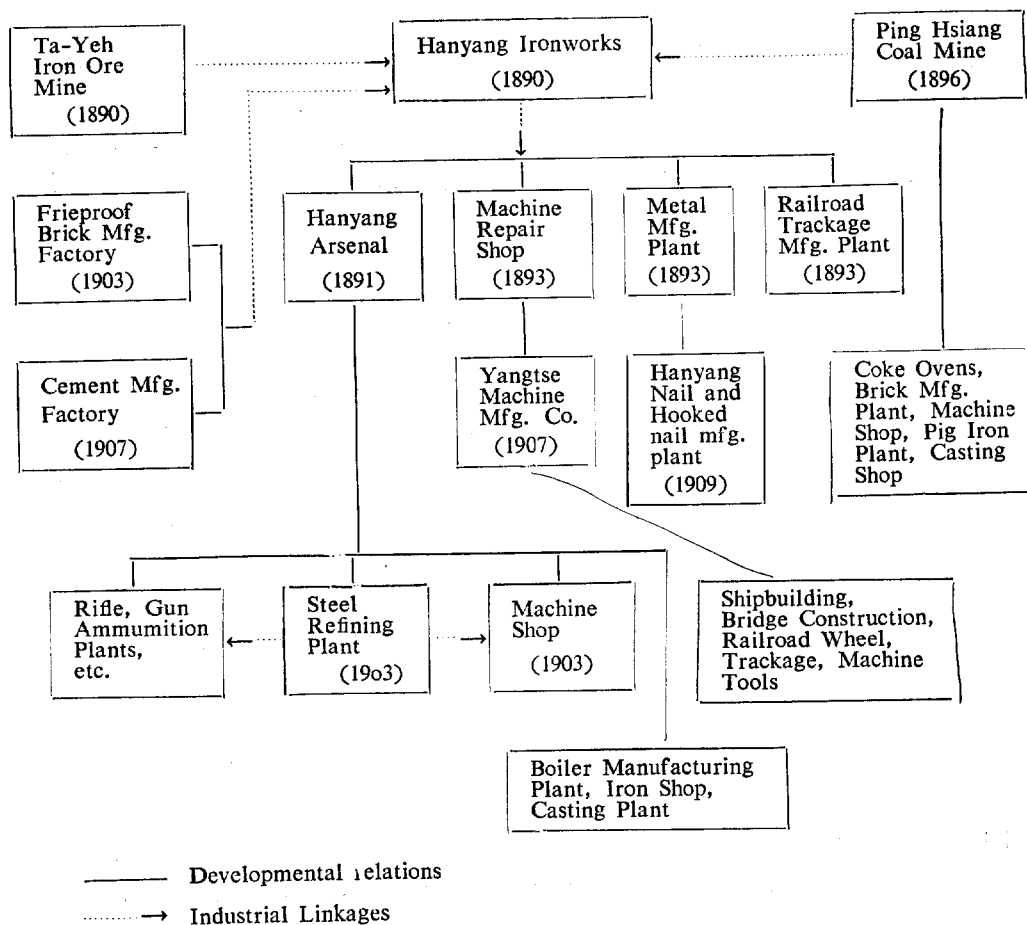 Ta-Yeh
Iron Ore
Mine
(1890)
Hanyang Ironworks
(1890)
Ping Hsiang
Coal Mine
(1896)
Frieproof
Brick Mfg.
Factory
(1903)
Hanyang
Arsenal
(1891)
Machine
Repair
Shop
(1893)
Metal
Mfg.
Plant
(1893)
Railroad
Trackage
Mfg. Plant
(1893)
Cement Mfg.
Factory
(1907)
Yangtse
Machine
Mfg. Co.
(1907)
Hanyang
Nail and
Hooked
nail mfg.
plant
(1909)
Coke Ovens,
Brick Mfg.
Plant, Machine
Shop, Pig Iron
Plant, Casting
Shop
Rifle, Gun
Ammumition
Plants,
etc.
Steel
Refining
Plant
(19o3)
Machine
Shop
(1903)
Shipbuilding,
Bridge Construction,
Railroad Wheel,
Trackage, Machine
Tools
Boiler Manufacturing
Plant, Iron Shop,
Casting Plant
Developmental relations
Industrial Linkages